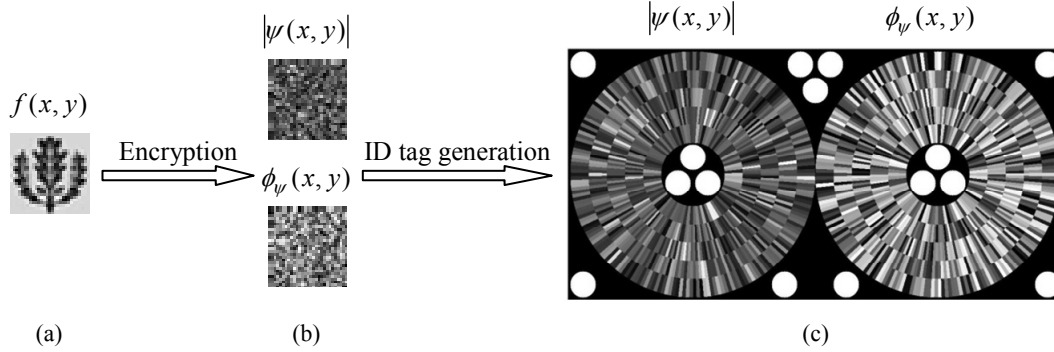 |ψ(x, y)|
f(x, y)
Encryption
ϕψ(x, y)
ID tag generation
|ψ(x, y)|
ϕψ(x, y)
(a)
(b)
(c)